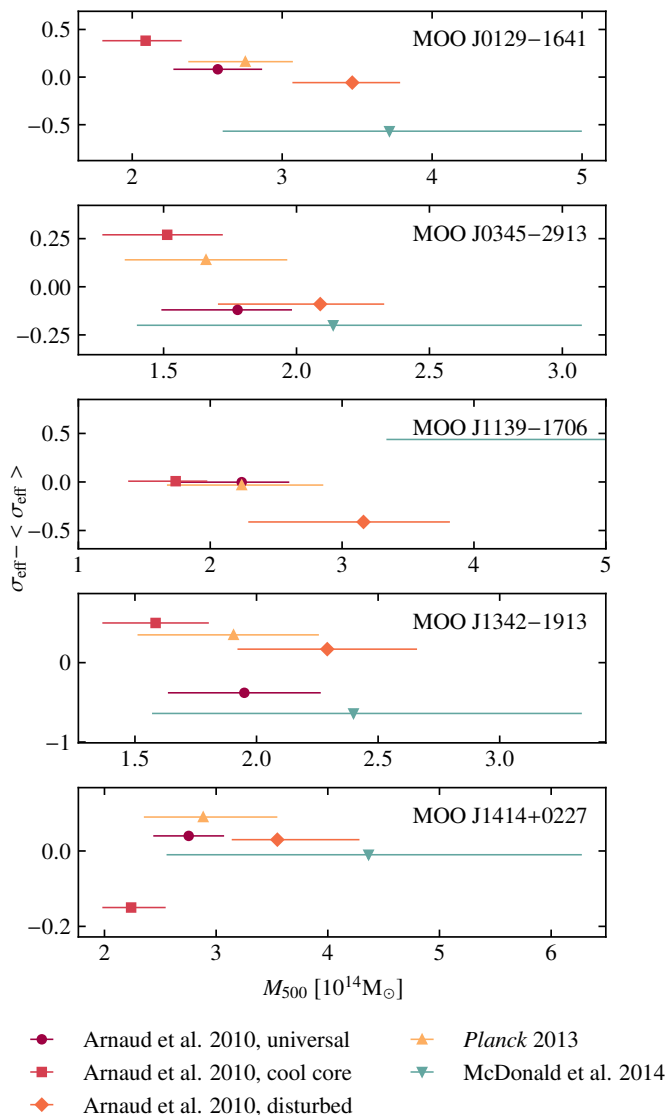 MOO J0129−1641
0.5
0.0
−0.5
2 3 4 5
MOO J0345−2913
0.25
0.00
−0.25
1.5 2.0 2.5 3.0
MOO J1139−1706
0.5
0.0
−0.5
1 2 3 4 5
σeff− < σeff >
MOO J1342−1913
0
−1
1.5 2.0 2.5 3.0
MOO J1414+0227
0.0
−0.2
2 3 4 5 6
M500 [10^14M⊙]
Arnaud et al. 2010, universal
Arnaud et al. 2010, cool core
Arnaud et al. 2010, disturbed
Planck 2013
McDonald et al. 2014